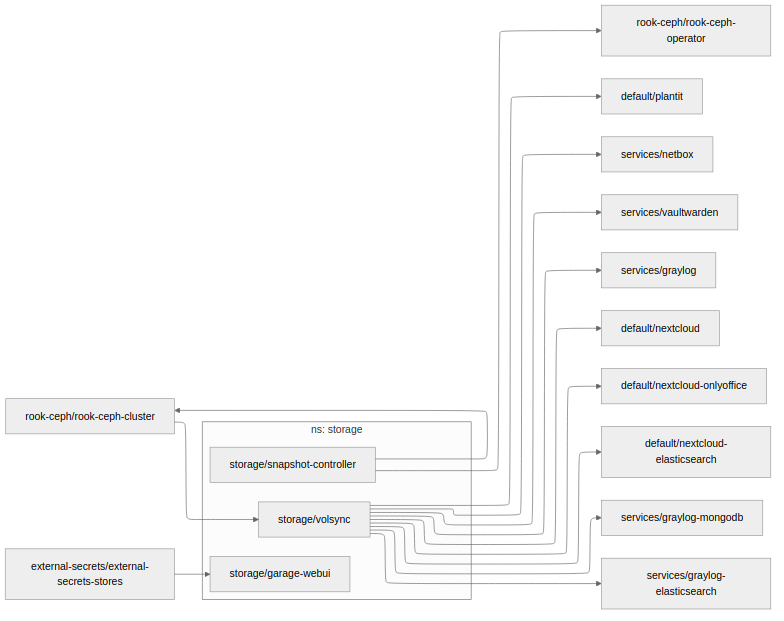 rook-ceph/rook-ceph-
operator
default/plantit
services/netbox
services/vaultwarden
services/graylog
default/nextcloud
default/nextcloud-onlyoffice
rook-ceph/rook-ceph-cluster
ns: storage
default/nextcloud-
elasticsearch
storage/snapshot-controller
storage/volsync
services/graylog-mongodb
external-secrets/external-
secrets-stores
storage/garage-webui
services/graylog-
elasticsearch